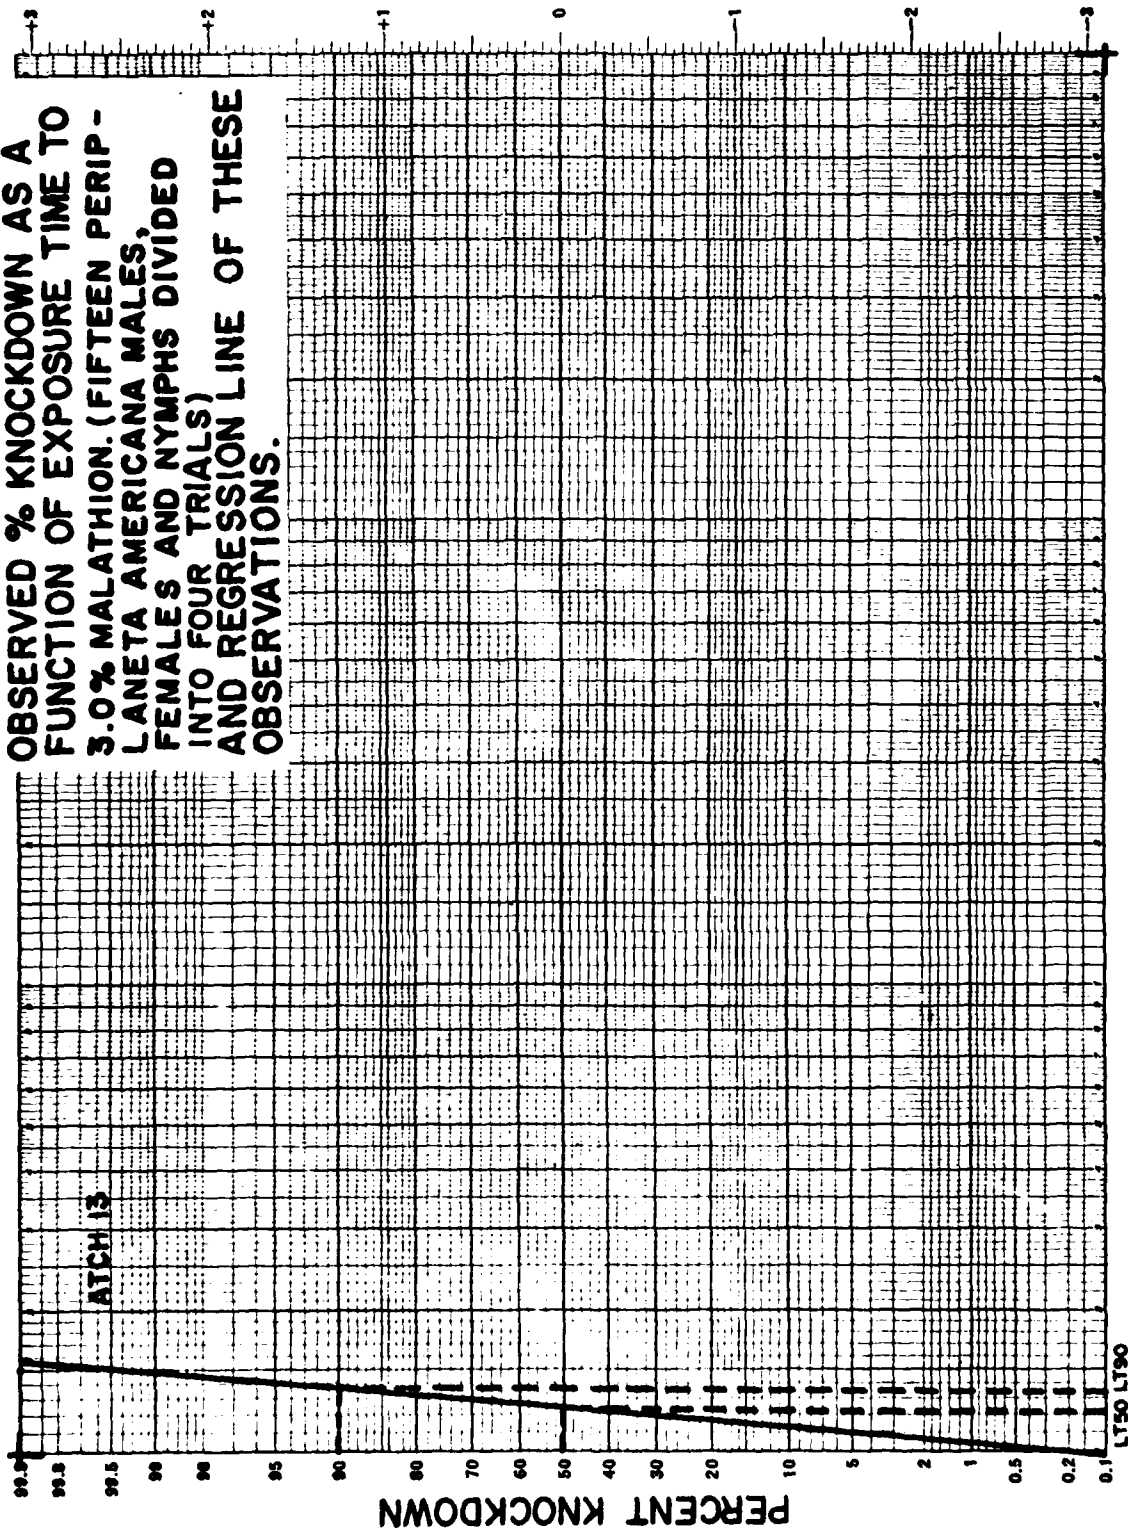 OBSERVED % KNOCKDOWN AS A
FUNCTION OF EXPOSURE TIME TO
3.0% MALATHION. (FIFTEEN PERIP-
LANETA AMERICANA MALES,
FEMALES AND NYMPHS DIVIDED
INTO FOUR TRIALS)
AND REGRESSION LINE OF THESE
OBSERVATIONS.
ATCH 13
PERCENT KNOCKDOWN
99.9
99.8
99.5
99
98
95
90
80
70
60
50
40
30
20
10
5
2
1
0.5
0.2
0.1
LT50 LT90
+3
+2
+1
0
-1
-2
-3